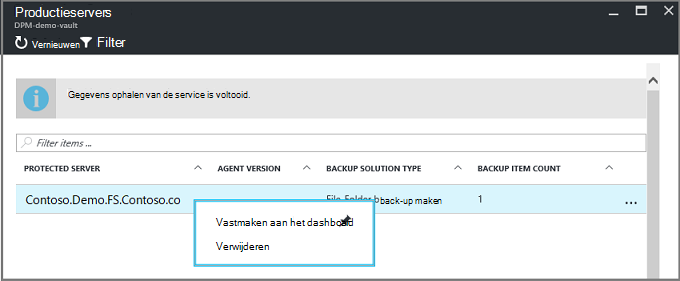 Productieservers
DPM-demo-vault
Vernieuwen Filter
Gegevens ophalen van de service is voltooid.
Filter items ...
PROTECTED SERVER AGENT VERSION BACKUP SOLUTION TYPE BACKUP ITEM COUNT
Contoso.Demo.FS.Contoso.co File-Folder back-up maken 1 ...
Vastmaken aan het dashboard
Verwijderen